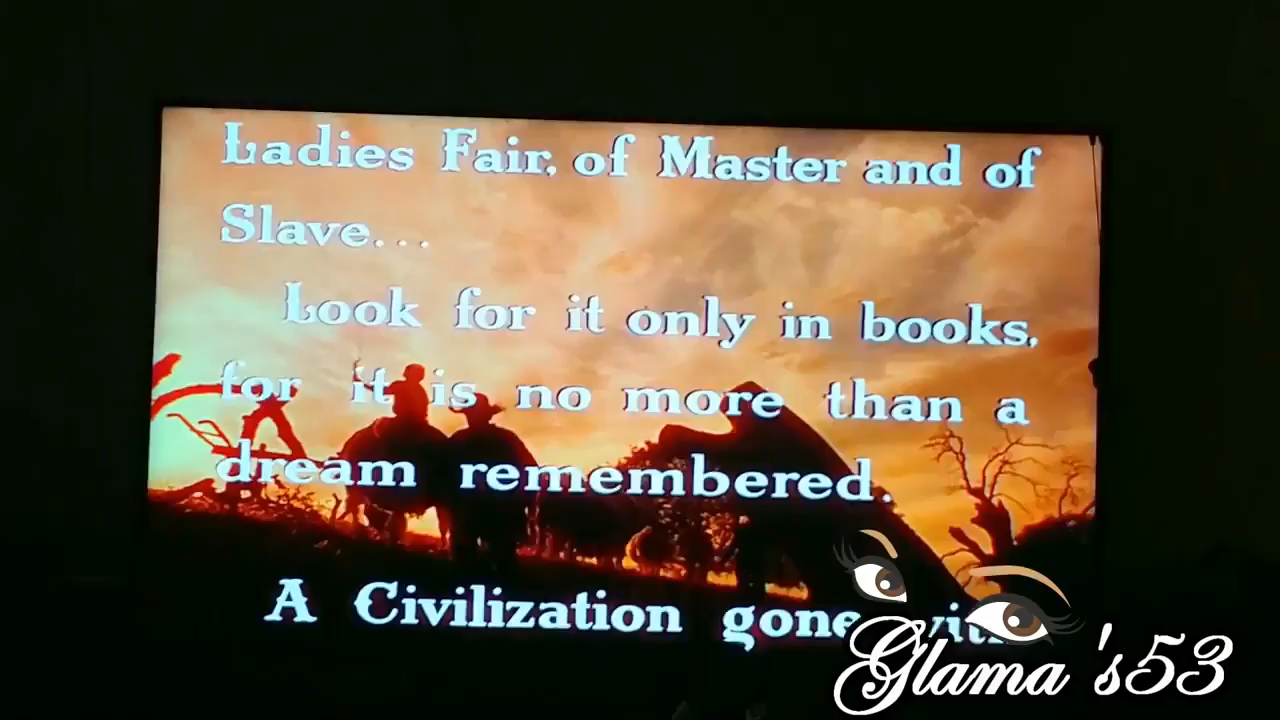 Ladies Fair, of Master and of
Slave...
Look for it only in books,
for it is no more than a
dream remembered.
A Civilization gone with
Glama's53